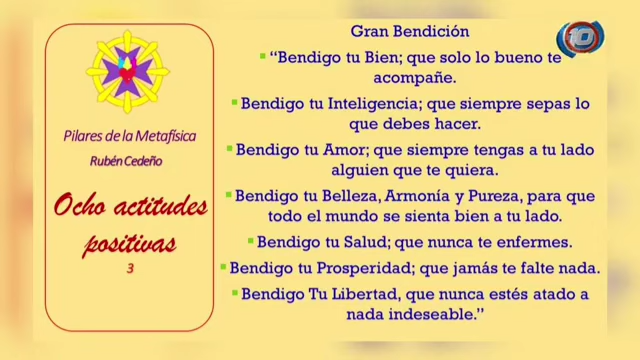 Pilares de la Metafísica
Rubén Cedeño
Ocho actitudes
positivas
3
Gran Bendición
10
“Bendigo tu Bien; que solo lo bueno te
acompañe.
Bendigo tu Inteligencia; que siempre sepas lo
que debes hacer.
Bendigo tu Amor; que siempre tengas a tu lado
alguien que te quiera.
Bendigo tu Belleza, Armonía y Pureza, para que
todo el mundo se sienta bien a tu lado.
Bendigo tu Salud; que nunca te enfermes.
Bendigo tu Prosperidad; que jamás te falte nada.
Bendigo Tu Libertad, que nunca estés atado a
nada indeseable.”